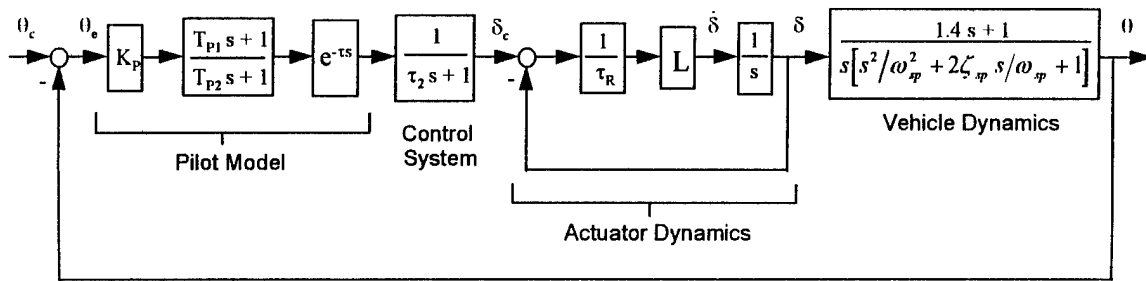 θc
θe
-
KP
TP1 s + 1
TP2 s + 1
e^-τs
1
τ2 s + 1
δc
-
1
τR
L
δ̇
1
s
δ
1.4 s + 1
s[s²/ω²sp + 2ζsp s/ωsp + 1]
θ
Pilot Model
Control
System
Actuator Dynamics
Vehicle Dynamics